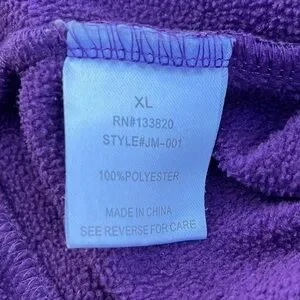 XL
RN#133820
STYLE#JM-001
100%POLYESTER
MADE IN CHINA
SEE REVERSE FOR CARE